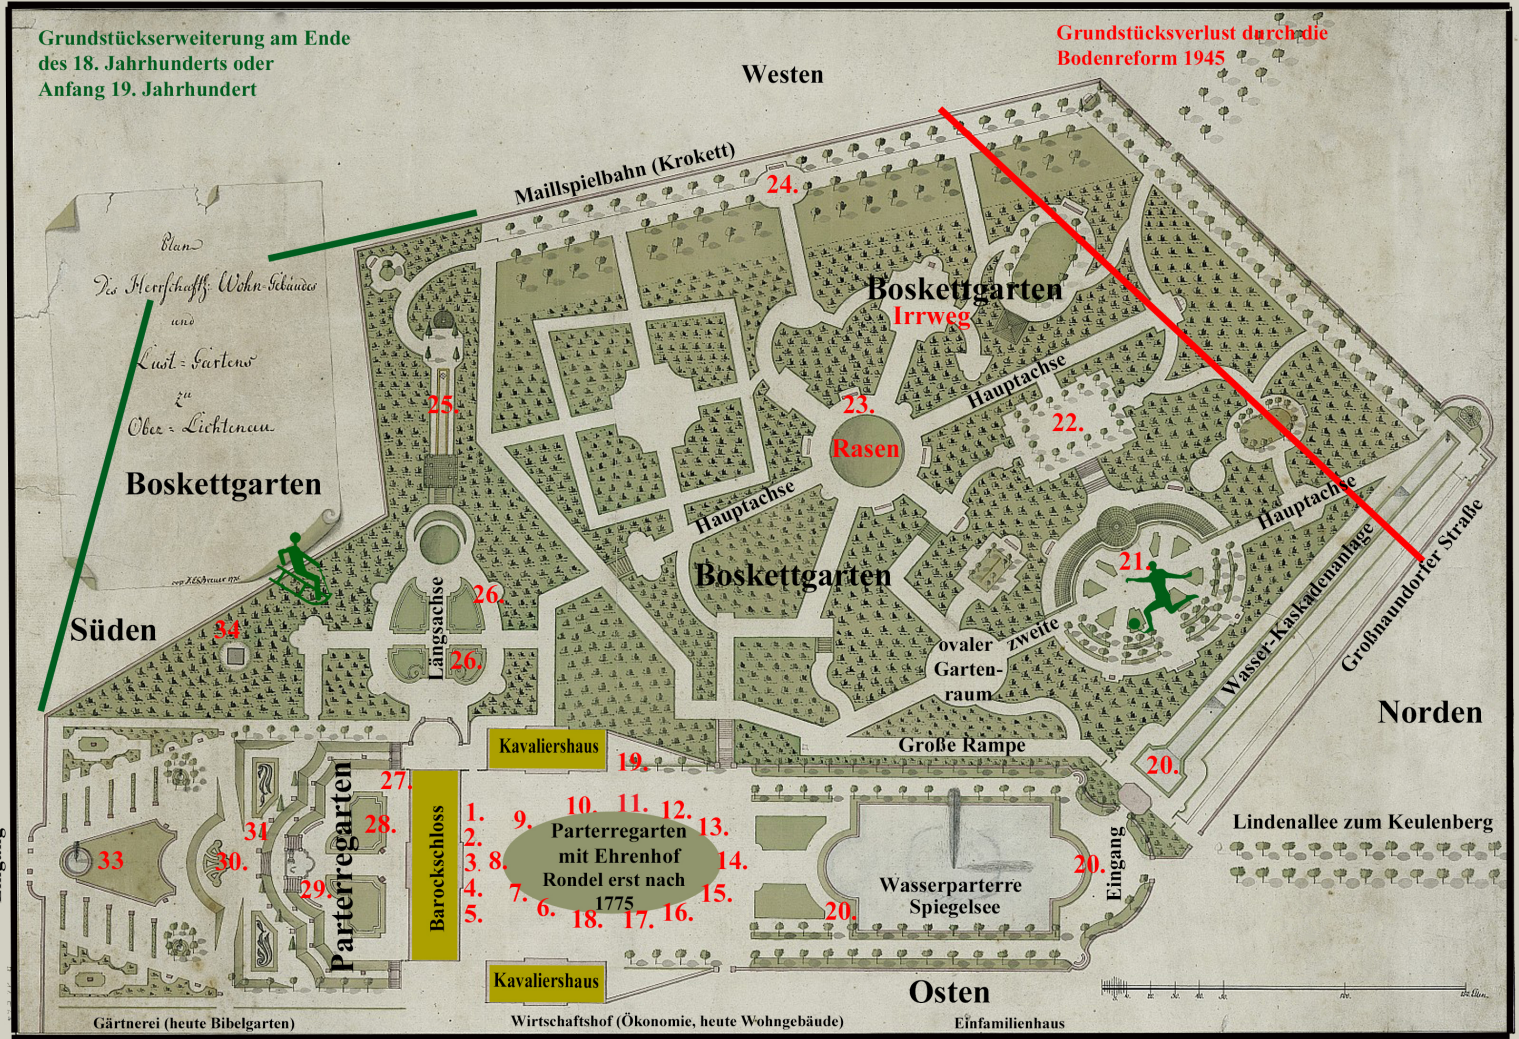 Grundstückserweiterung am Ende
des 18. Jahrhunderts oder
Anfang 19. Jahrhundert
Grundstücksverlust durch die
Bodenreform 1945
Westen
Maillspielbahn (Krokett)
24.
Plan
Des Herrschafftl: Wohn-Gebäudes
und
Lust = Gartens
zu
Ober = Lichtenau
Boskettgarten
Irrweg
Hauptachse
25.
23.
Rasen
22.
Boskettgarten
Hauptachse
Hauptachse
21.
Boskettgarten
Wasser-Kaskadenanlage
Großnaundorfer Straße
Süden
34
Längsachse
26.
26.
ovaler
Garten-
raum
zweite
Norden
Große Rampe
Kavaliershaus
19.
20.
27.
Parterregarten
Barockschloss
28.
31
30.
29.
33
1.
2.
3.
4.
5.
6.
7.
8.
9.
10.
11.
12.
13.
14.
15.
16.
17.
18.
Parterregarten
mit Ehrenhof
Rondel erst nach
1775
Wasserparterre
Spiegelsee
20.
20.
Eingang
Lindenallee zum Keulenberg
Kavaliershaus
Osten
Gärtnerei (heute Bibelgarten)
Wirtschaftshof (Ökonomie, heute Wohngebäude)
Einfamilienhaus